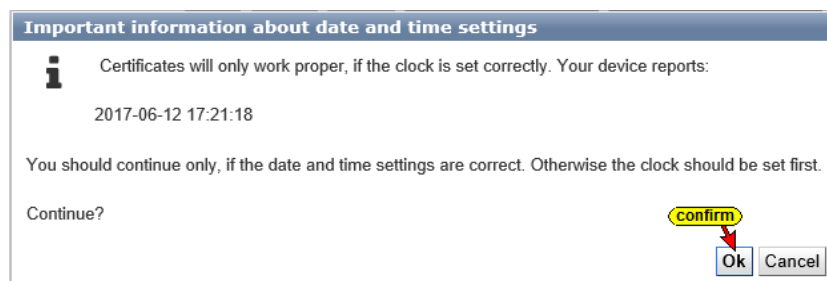 Important information about date and time settings
Certificates will only work proper, if the clock is set correctly. Your device reports:
2017-06-12 17:21:18
You should continue only, if the date and time settings are correct. Otherwise the clock should be set first.
Continue?
confirm
Ok Cancel